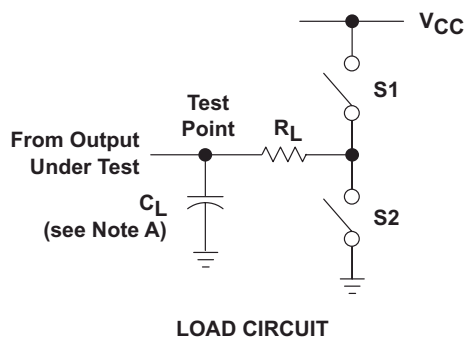 VCC
S1
Test
Point
RL
From Output
Under Test
CL
(see Note A)
S2
LOAD CIRCUIT